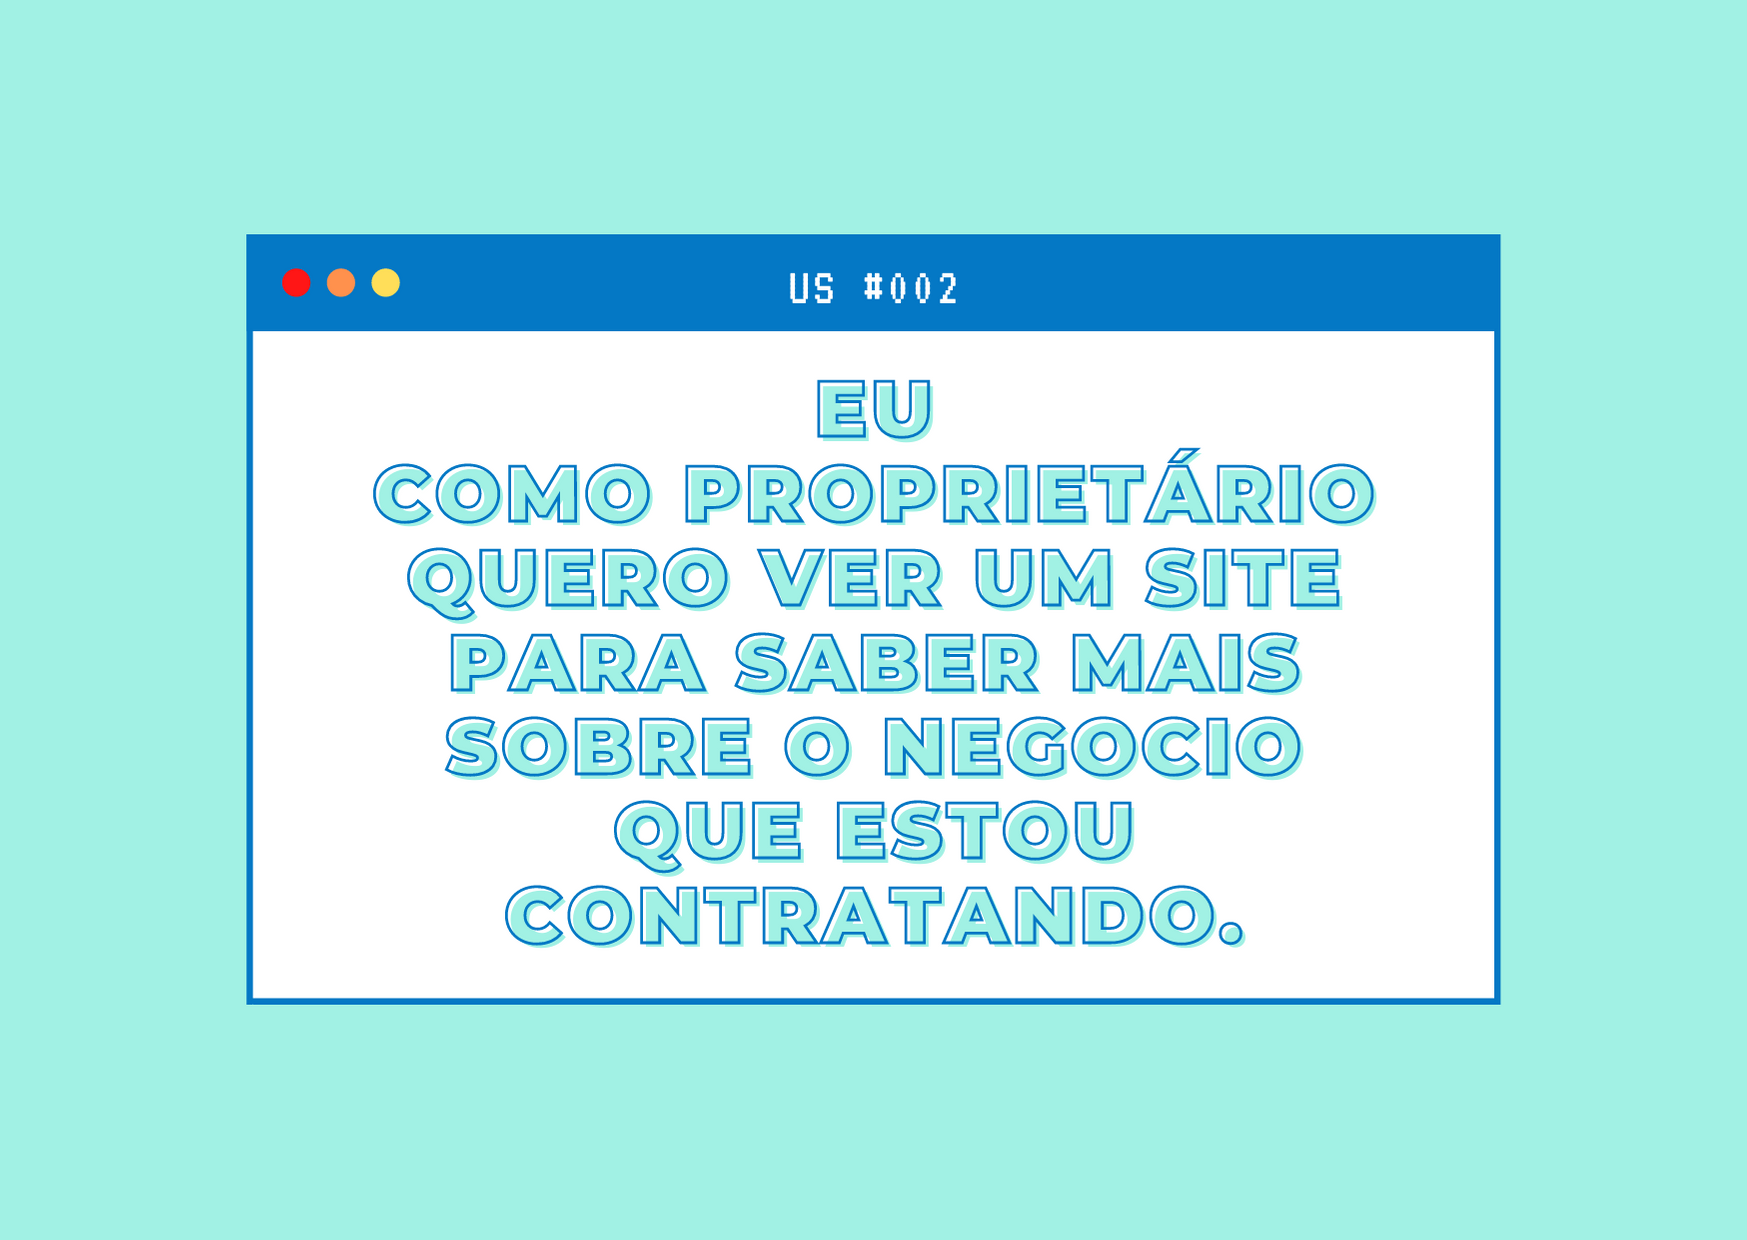 US #002
EU
COMO PROPRIETÁRIO
QUERO VER UM SITE
PARA SABER MAIS
SOBRE O NEGOCIO
QUE ESTOU
CONTRATANDO.